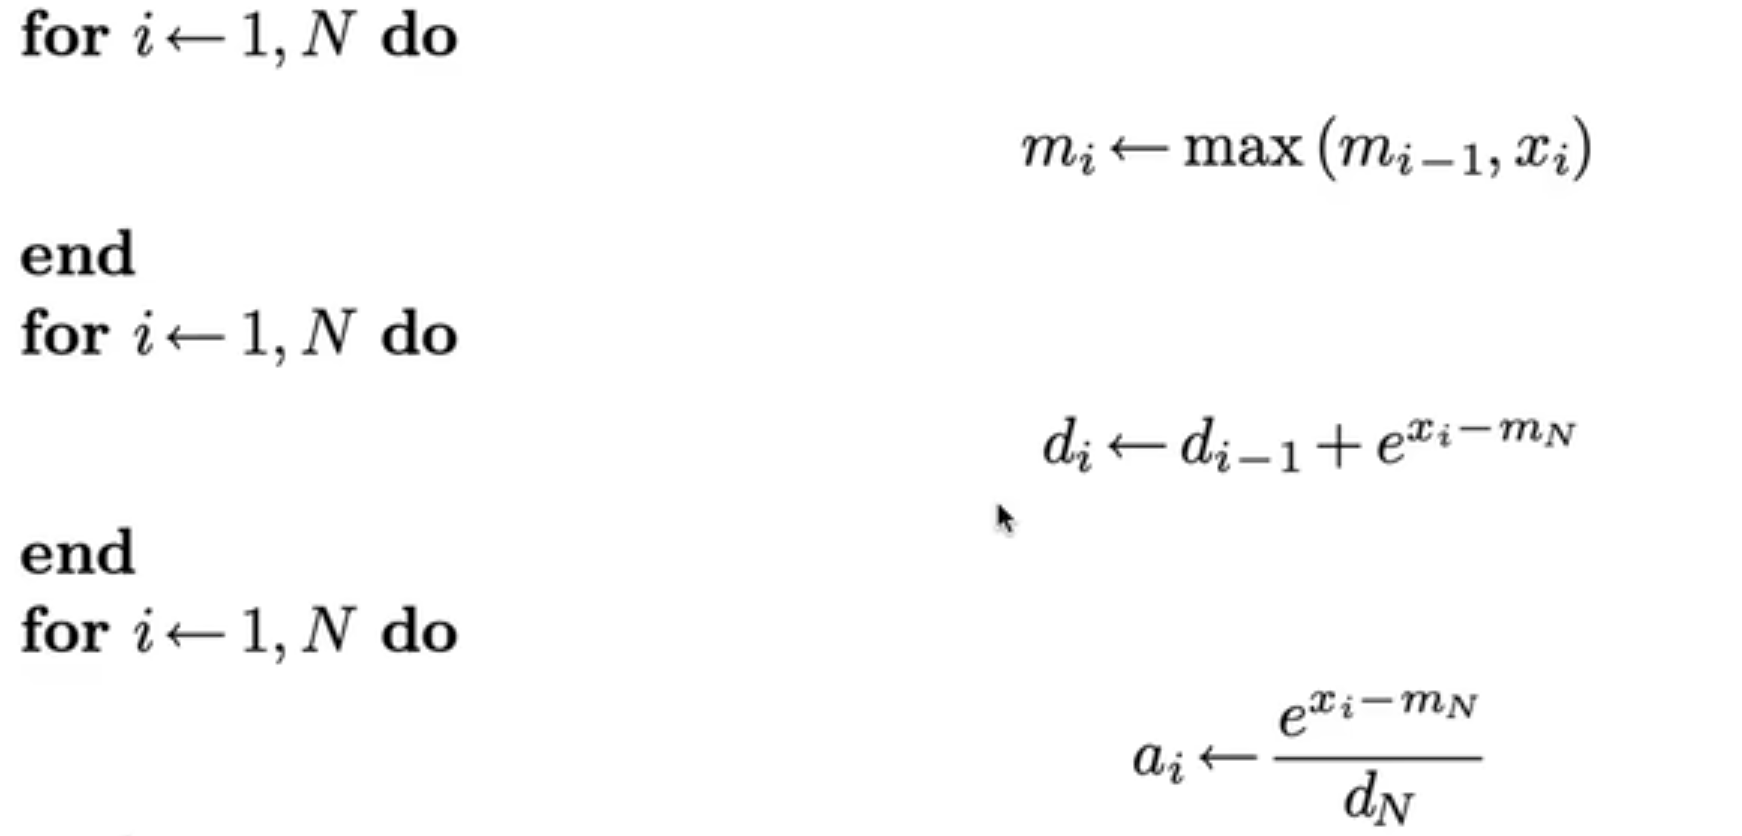 for i ← 1, N do
m_i ← max (m_{i−1}, x_i)
end
for i ← 1, N do
d_i ← d_{i−1} + e^{x_i − m_N}
end
for i ← 1, N do
a_i ← \frac{e^{x_i − m_N}}{d_N}